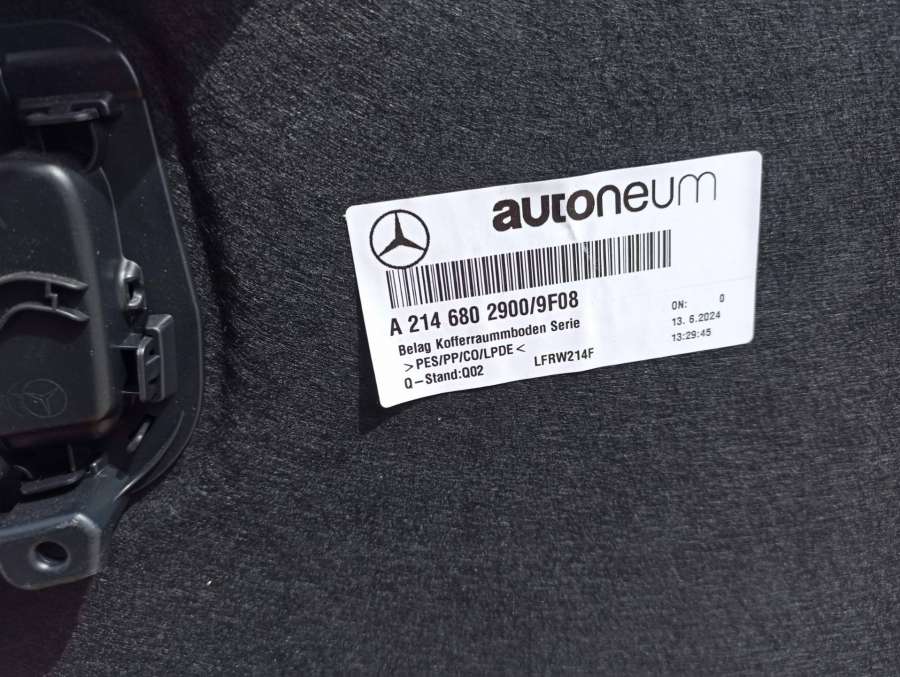 autoneum
A 214 680 2900/9F08
Belag Kofferraummboden Serie
>PES/PP/CO/LPDE<
Q-Stand:Q02 LFRW214F
ON: 0
13. 6.2024
13:29:45